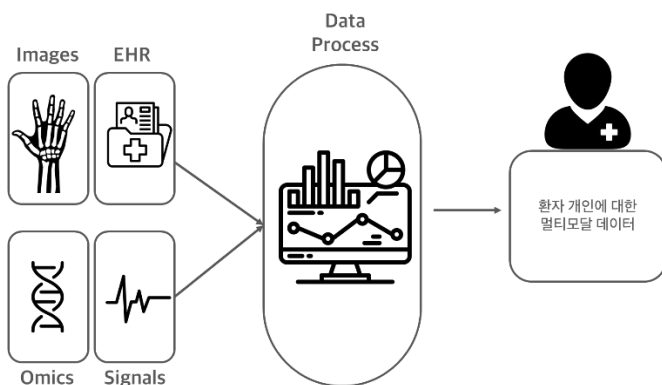 Data
Process
Images
EHR
환자 개인에 대한
멀티모달 데이터
Omics
Signals